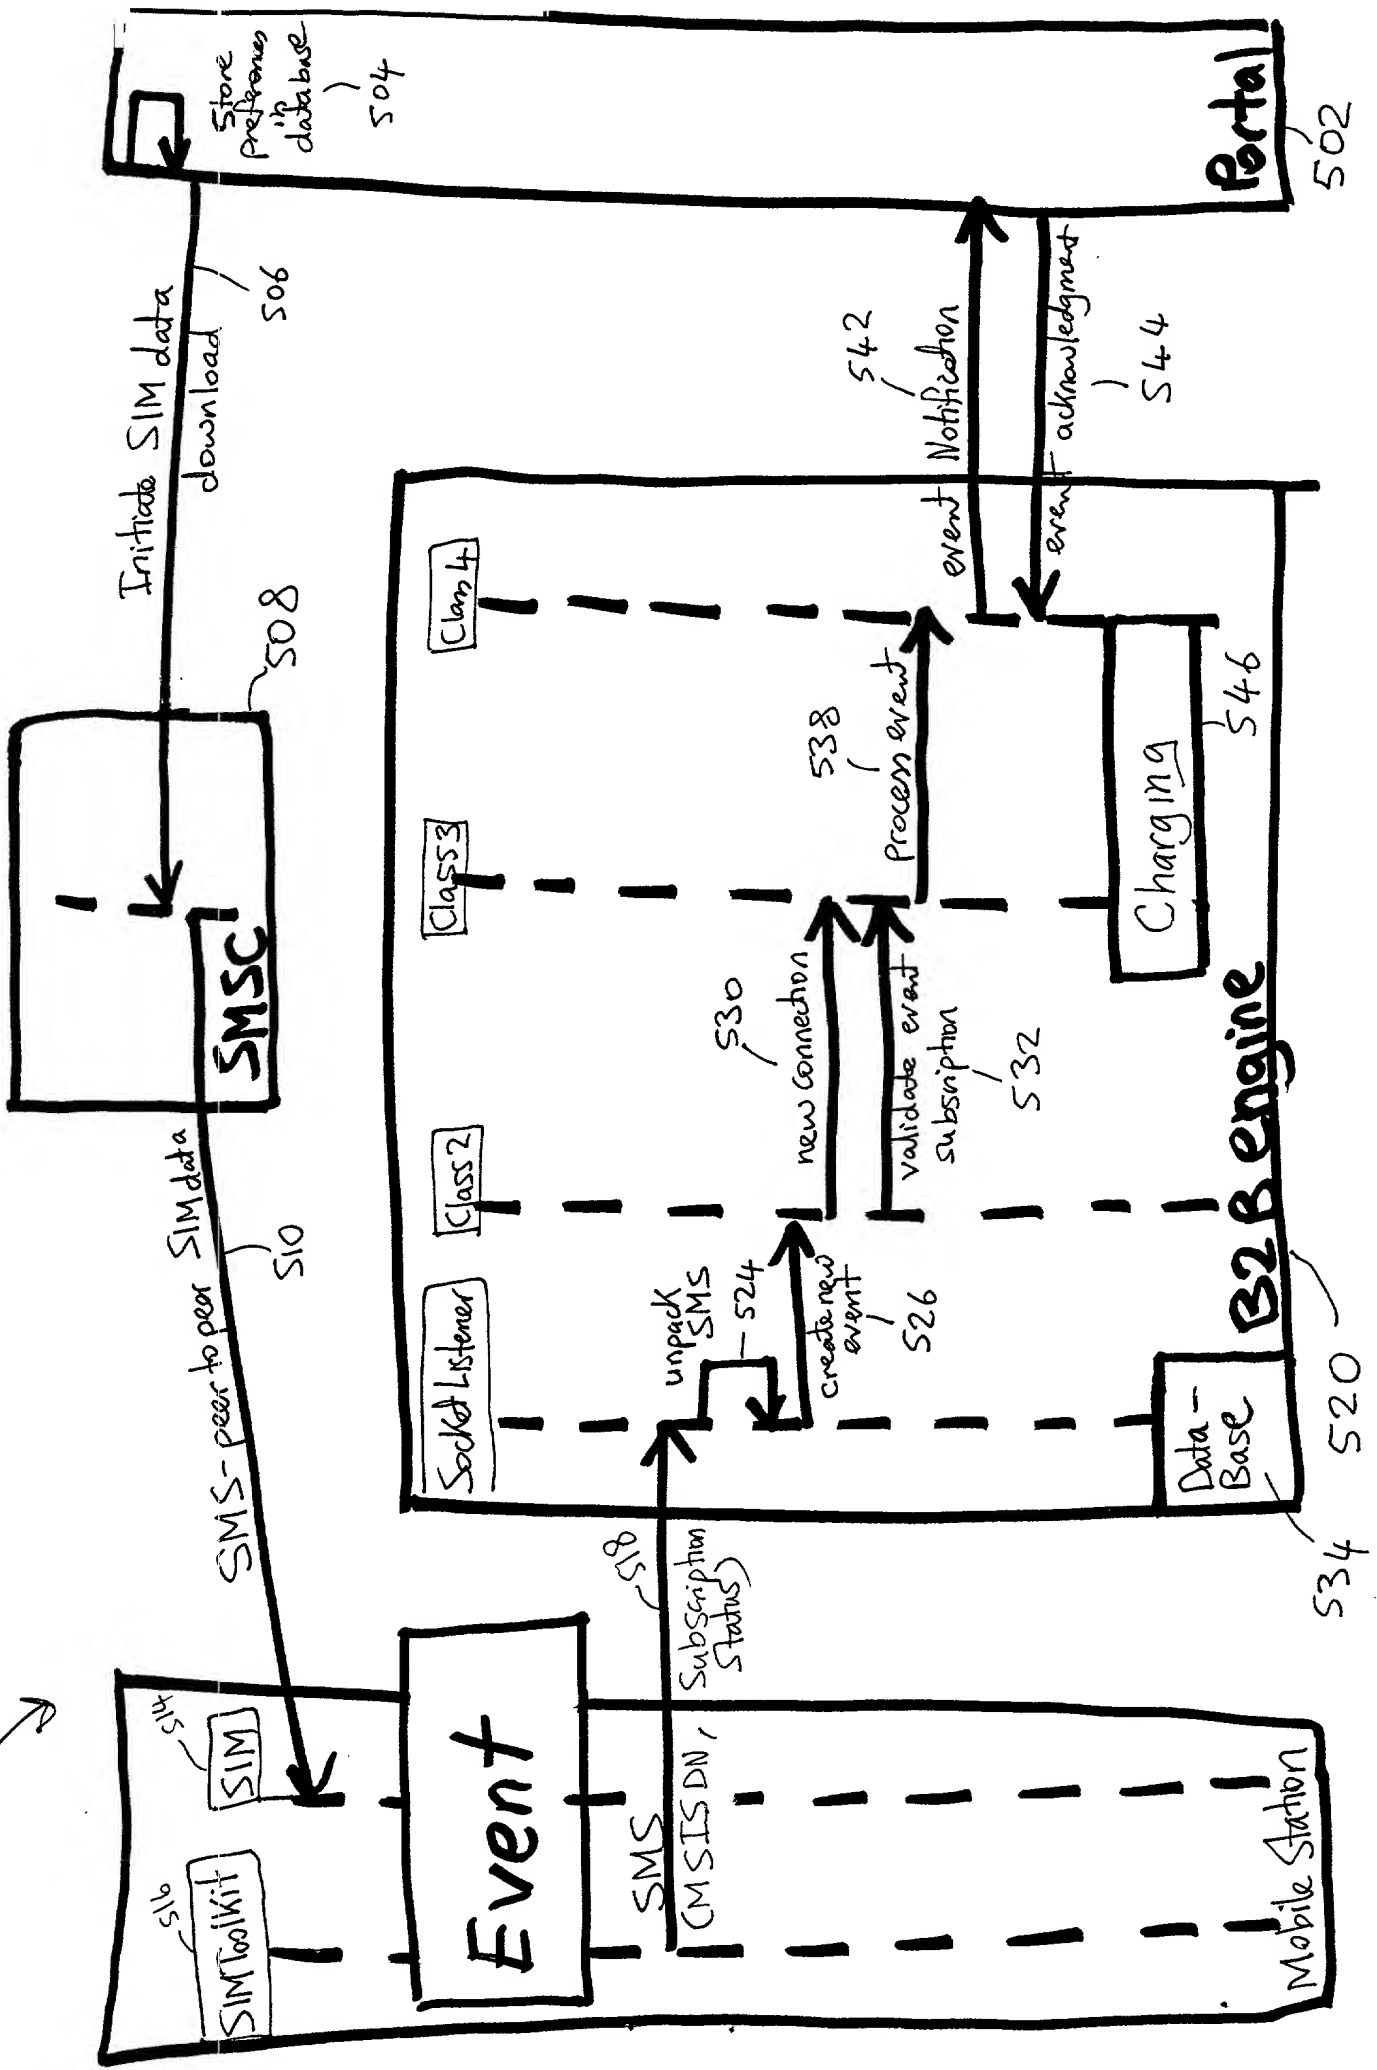 SIMToolKit
516
SIM
514
Event
Mobile Station
SMS-peer to peer SIM data
510
SMSC
508
Initiate SIM data
download
506
Store
preferences
in
database
504
Portal
502
SMS
(MSISDN, Subscription
Status)
518
Socket Listener
Class 2
Class 3
Class 4
unpack
SMS
524
create new
event
526
530
new connection
validate event
subscription
532
538
process event
542
event Notification
event acknowledgment
544
Charging
546
Data-
Base
534
B2B engine
520